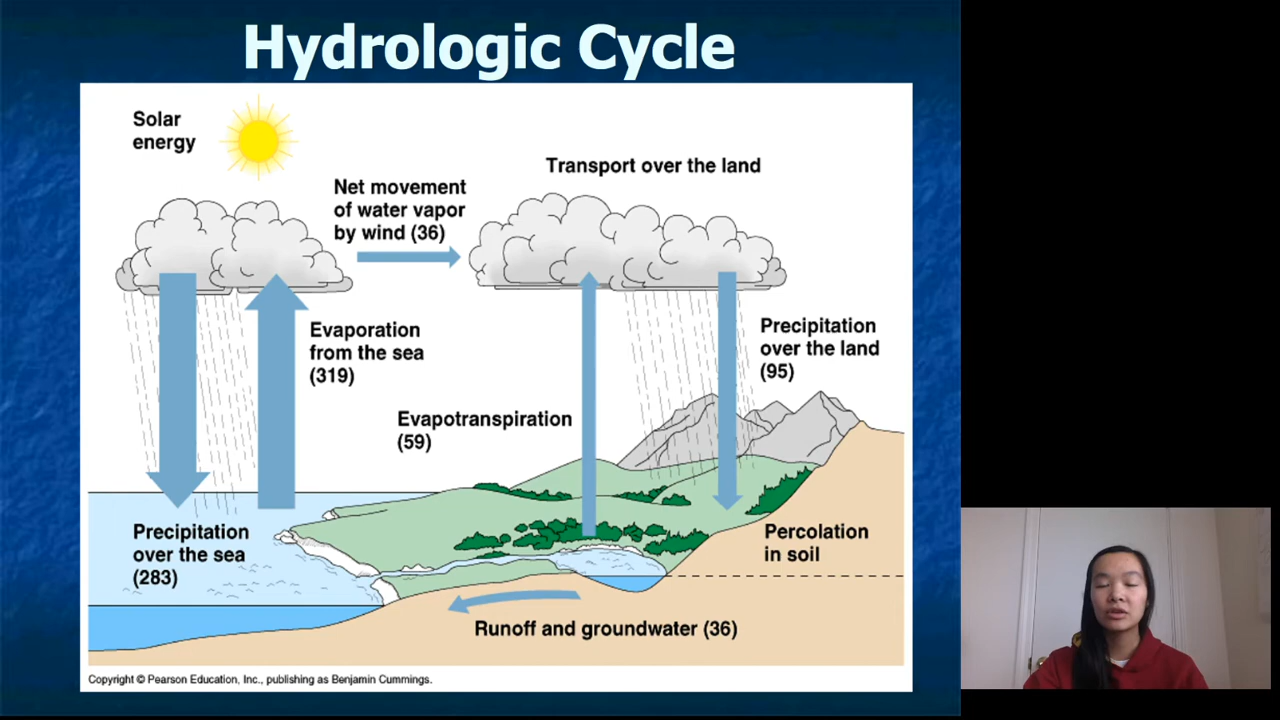 Hydrologic Cycle
Solar
energy
Net movement
of water vapor
by wind (36)
Transport over the land
Evaporation
from the sea
(319)
Precipitation
over the land
(95)
Evapotranspiration
(59)
Precipitation
over the sea
(283)
Percolation
in soil
Runoff and groundwater (36)
Copyright © Pearson Education, Inc., publishing as Benjamin Cummings.